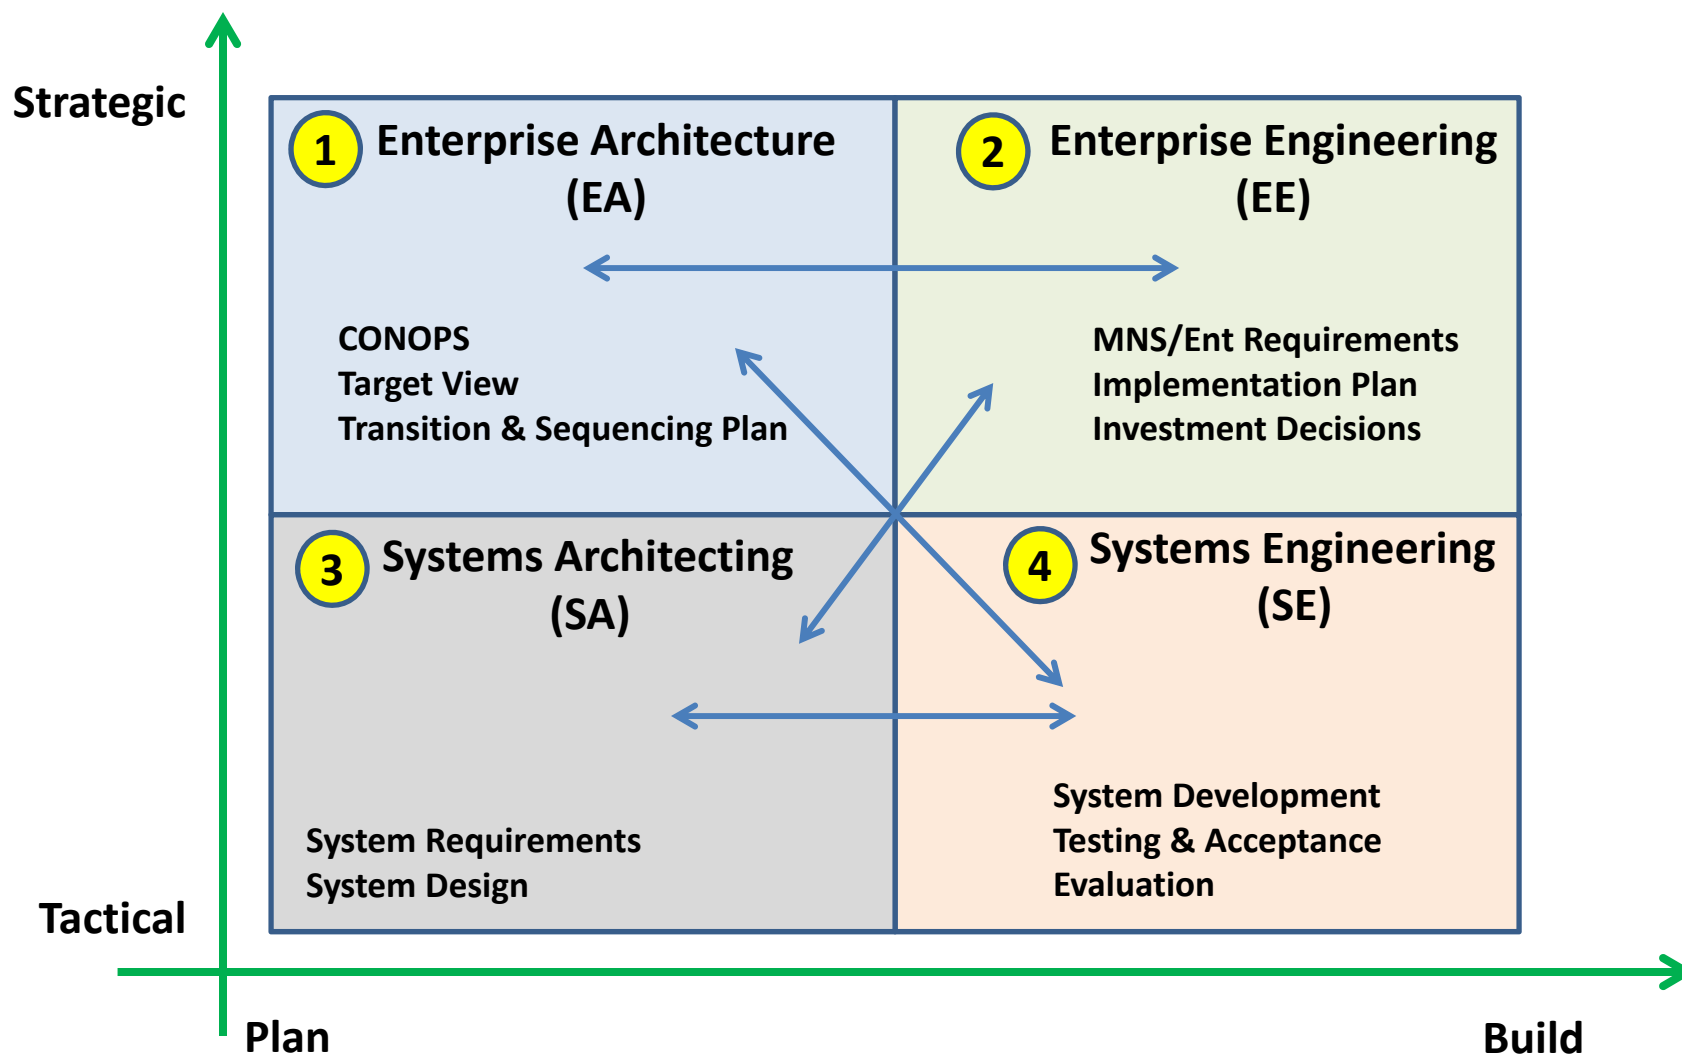 Strategic
1
Enterprise Architecture
(EA)
CONOPS
Target View
Transition & Sequencing Plan
2
Enterprise Engineering
(EE)
MNS/Ent Requirements
Implementation Plan
Investment Decisions
3
Systems Architecting
(SA)
System Requirements
System Design
4
Systems Engineering
(SE)
System Development
Testing & Acceptance
Evaluation
Tactical
Plan
Build